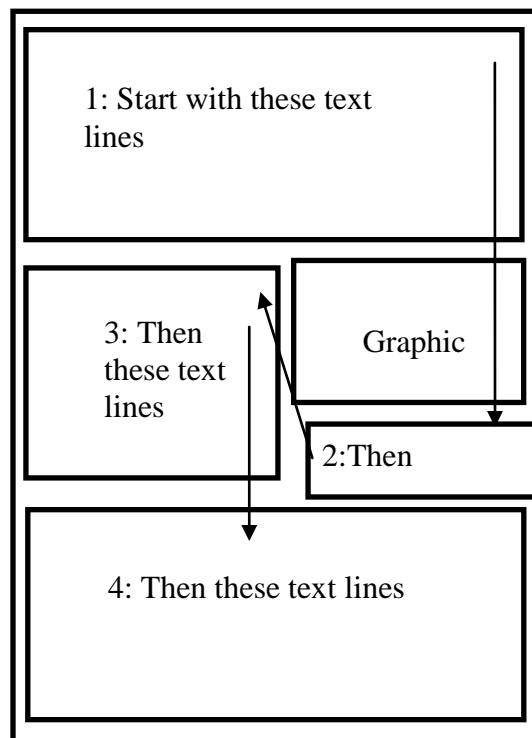 1: Start with these text
lines
Graphic
2:Then
3: Then
these text
lines
4: Then these text lines